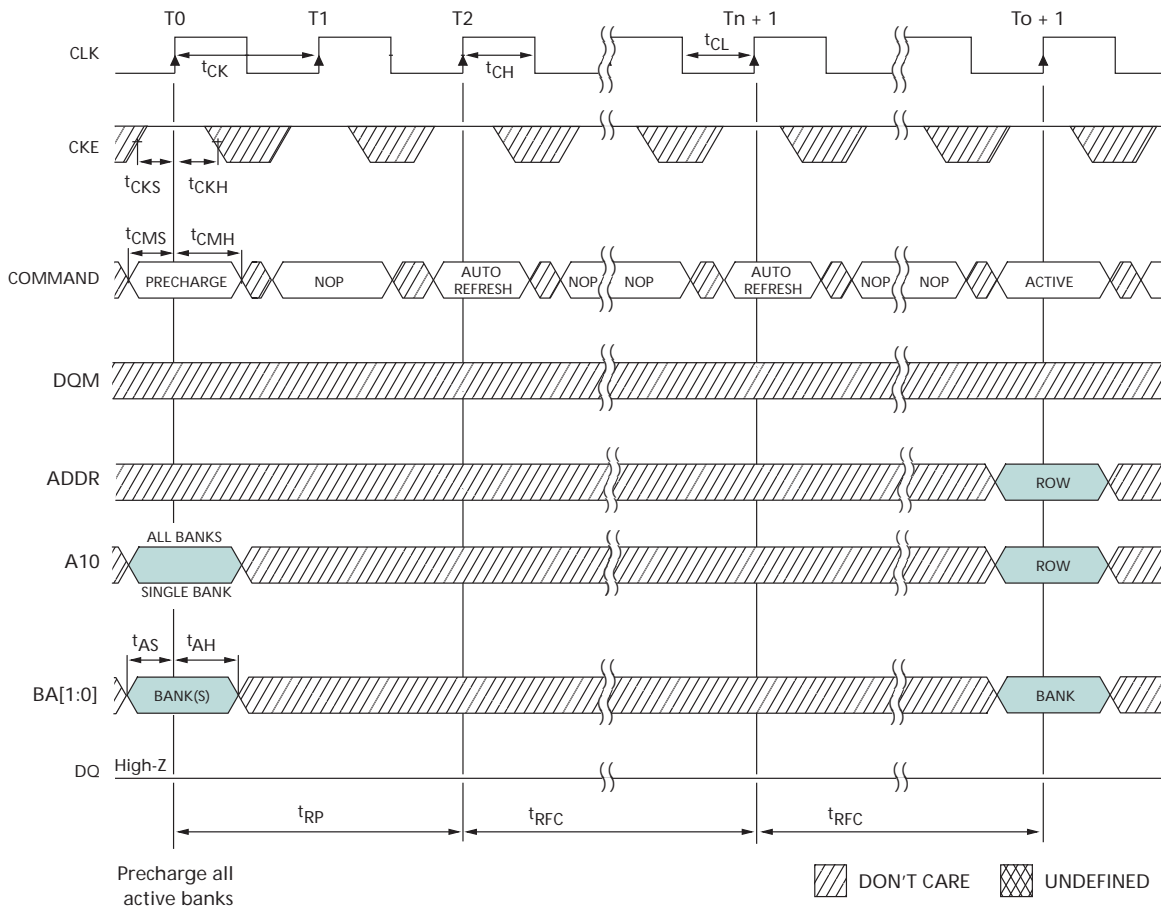 T0 T1 T2 Tn + 1 To + 1
CLK
tCK tCH tCL
CKE
tCKS tCKH
tCMS tCMH
COMMAND PRECHARGE NOP AUTO REFRESH NOP NOP AUTO REFRESH NOP NOP ACTIVE
DQM
ADDR ROW
ALL BANKS
A10 ROW
SINGLE BANK
tAS tAH
BA[1:0] BANK(S) BANK
DQ High-Z
tRP tRFC tRFC
Precharge all
active banks
DON'T CARE UNDEFINED